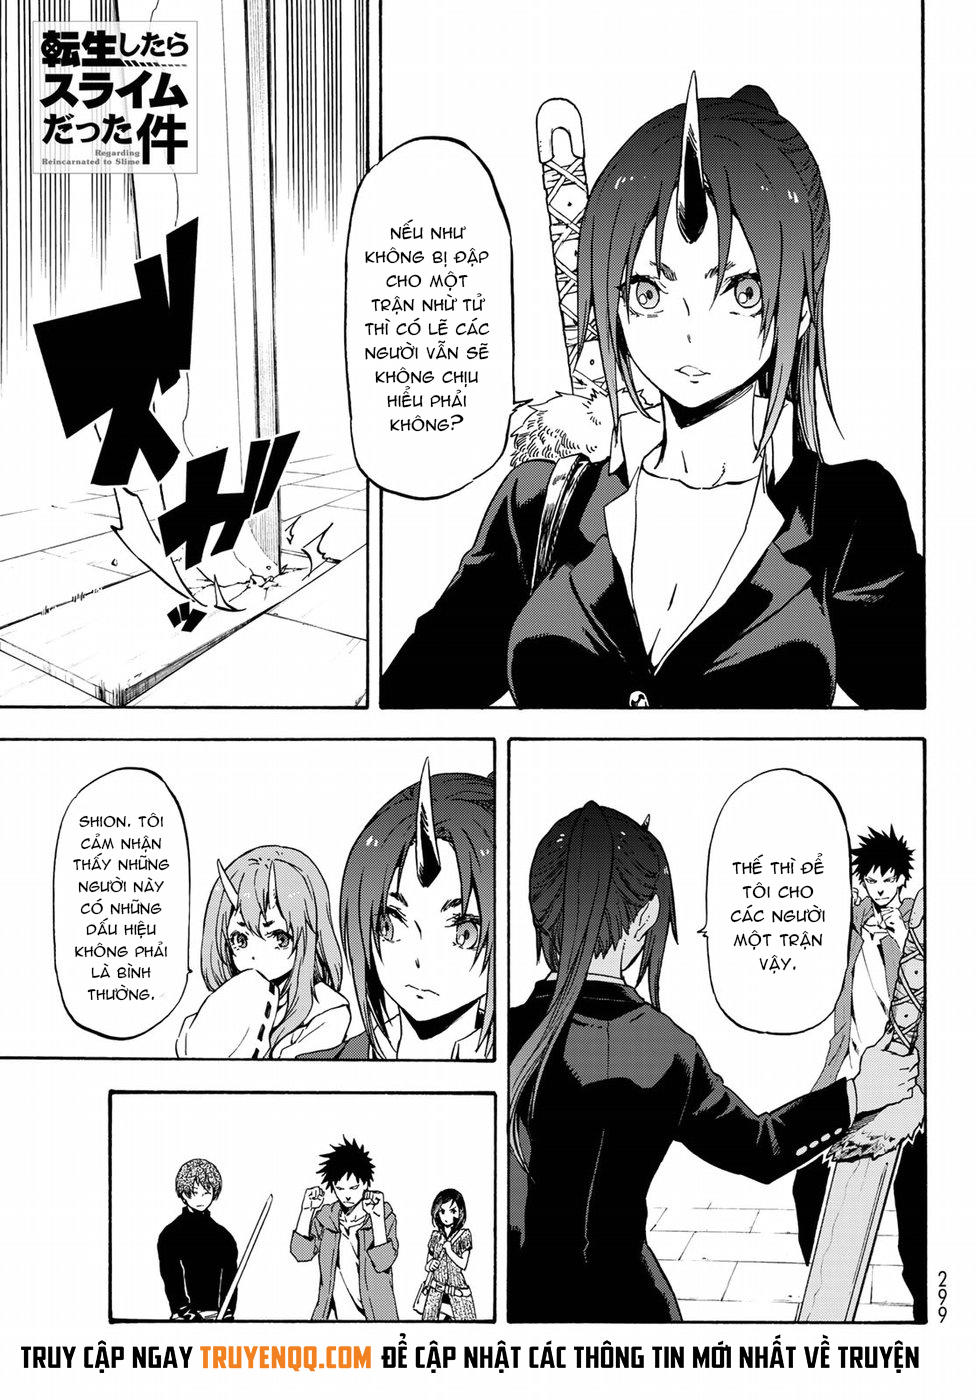 転生したら
スライム
だった件
Regarding
Reincarnated to Slime
NẾU NHƯ
KHÔNG BỊ ĐẬP
CHO MỘT
TRẬN NHỪ TỬ
THÌ CÓ LẼ CÁC
NGƯỜI VẪN SẼ
KHÔNG CHỊU
HIỂU PHẢI
KHÔNG?
ズガッ
THẾ THÌ ĐỂ
TÔI CHO
CÁC NGƯỜI
MỘT TRẬN
VẬY.
SHION, TÔI
CẢM NHẬN
THẤY NHỮNG
NGƯỜI NÀY
CÓ NHỮNG
DẤU HIỆU
KHÔNG PHẢI
LÀ BÌNH
THƯỜNG.
299
TRUY CẬP NGAY TRUYENQQ.COM ĐỂ CẬP NHẬT CÁC THÔNG TIN MỚI NHẤT VỀ TRUYỆN